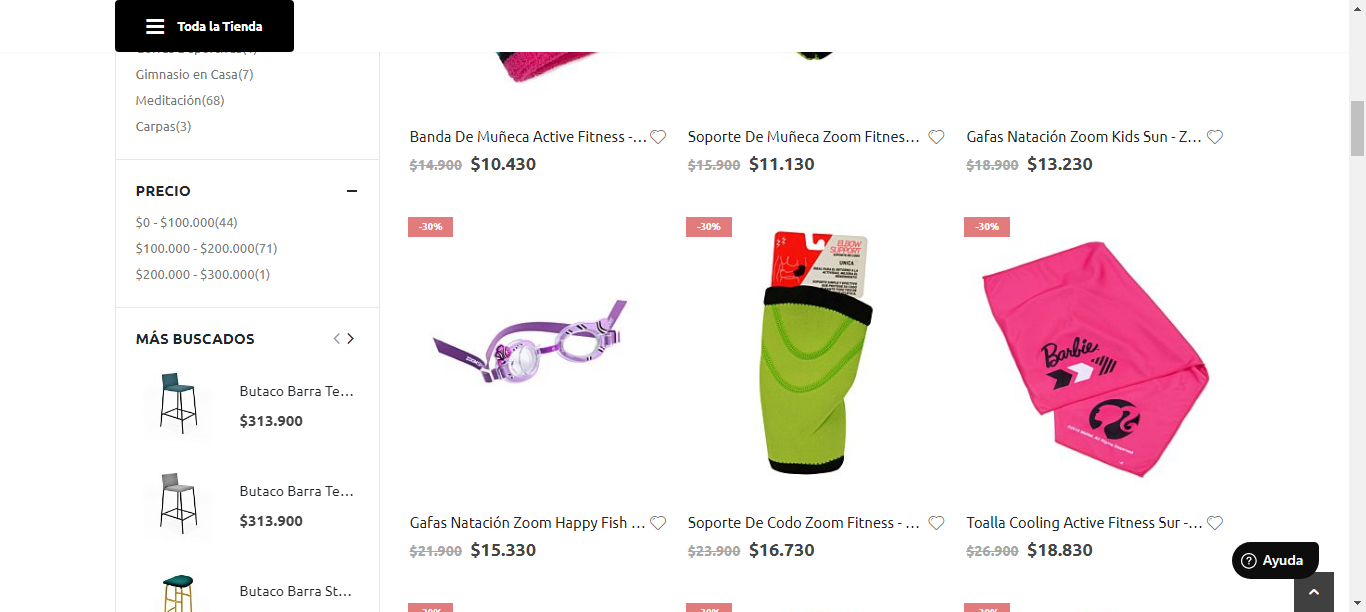 Toda la Tienda
Gimnasio en Casa(7)
Meditación(68)
Carpas(3)
PRECIO
$0 - $100.000(44)
$100.000 - $200.000(71)
$200.000 - $300.000(1)
MÁS BUSCADOS
Butaco Barra Te...
$313.900
Butaco Barra Te...
$313.900
Butaco Barra St...
Banda De Muñeca Active Fitness -...
$14.900 $10.430
Soporte De Muñeca Zoom Fitnes...
$15.900 $11.130
Gafas Natación Zoom Kids Sun - Z...
$18.900 $13.230
-30%
Gafas Natación Zoom Happy Fish ...
$21.900 $15.330
-30%
ELBOW
SUPPORT
UNICA
Soporte De Codo Zoom Fitness - ...
$23.900 $16.730
-30%
Barbie
Toalla Cooling Active Fitness Sur -...
$26.900 $18.830
-30%
-30%
-30%
Ayuda